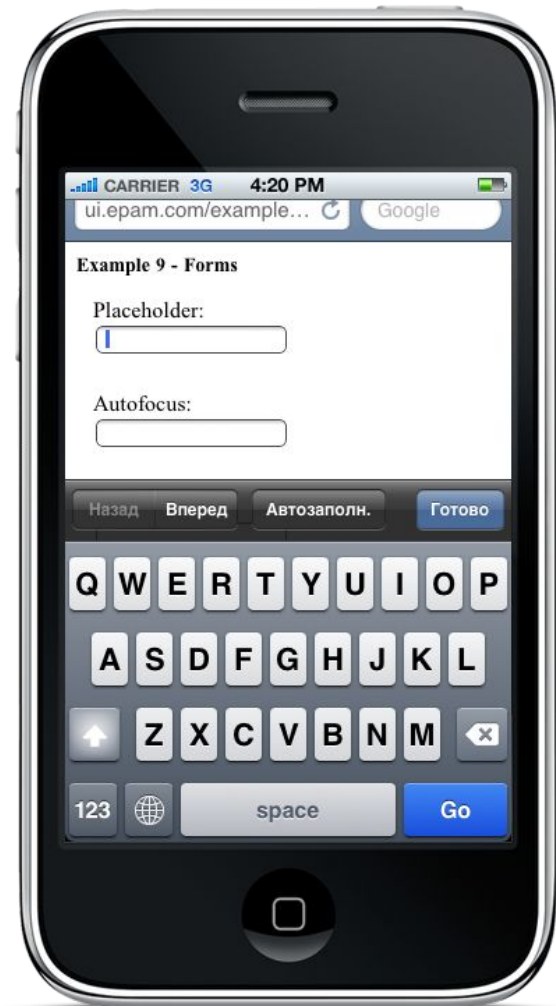 CARRIER 3G 4:20 PM
ui.epam.com/example... Google
Example 9 - Forms
Placeholder:
Autofocus:
Назад Вперед Автозаполн. Готово
Q W E R T Y U I O P
A S D F G H J K L
Z X C V B N M
123 space Go